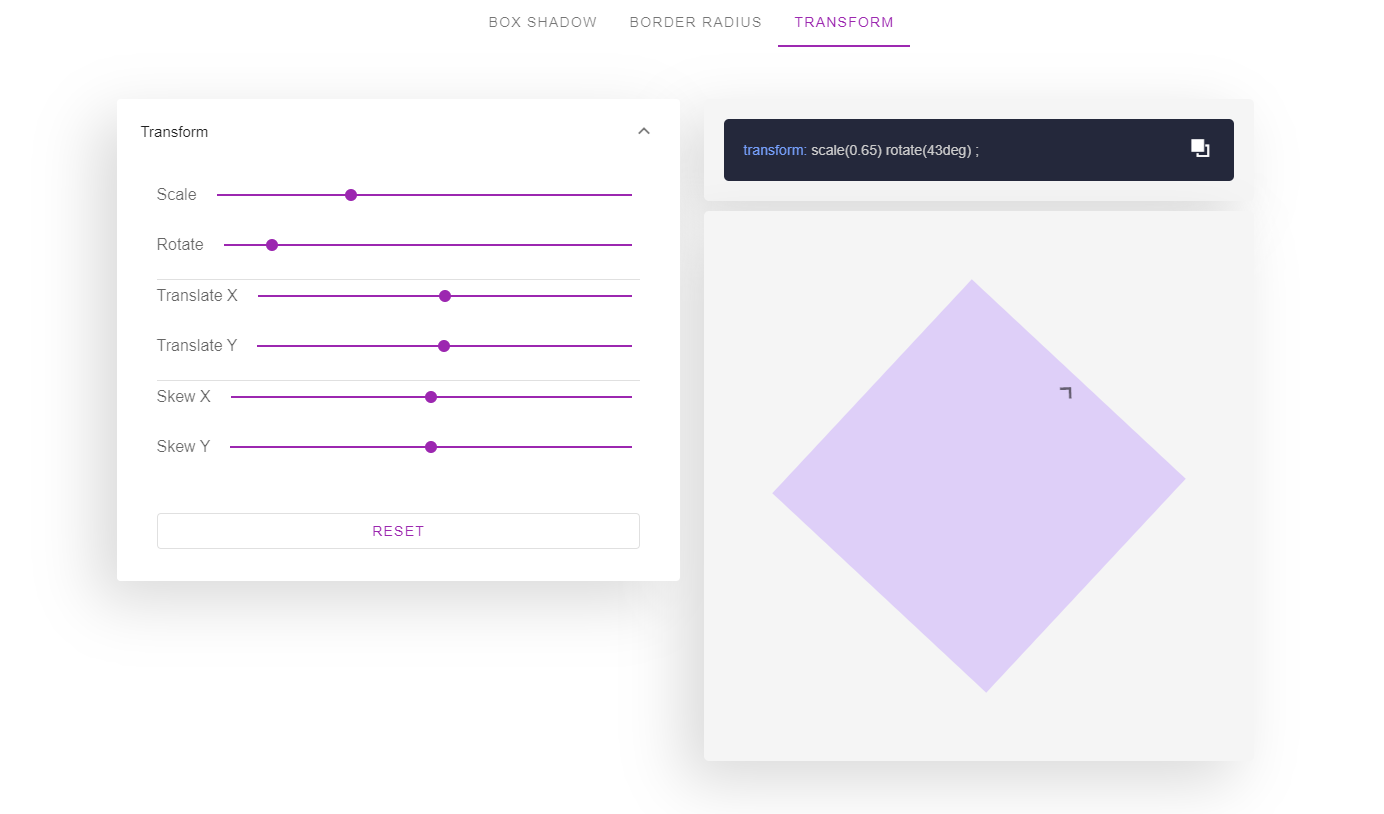 BOX SHADOW BORDER RADIUS TRANSFORM
Transform
Scale
Rotate
Translate X
Translate Y
Skew X
Skew Y
RESET
transform: scale(0.65) rotate(43deg) ;